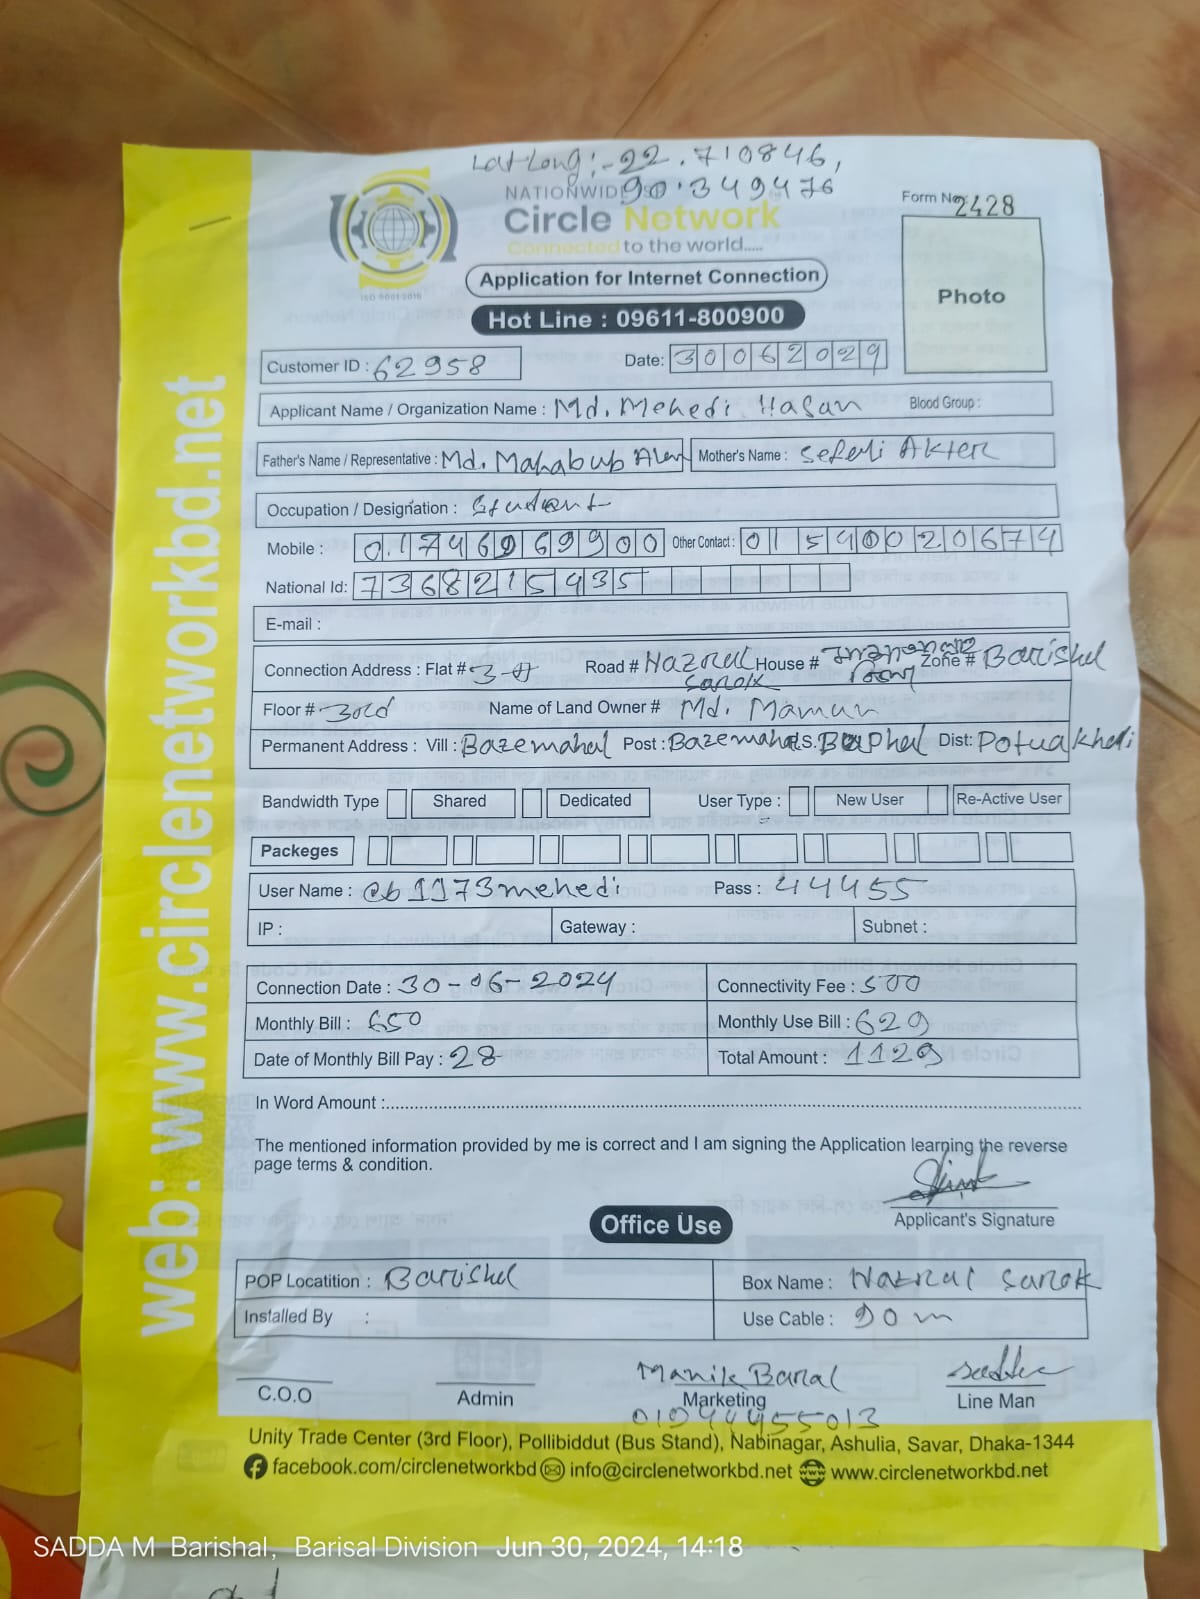 Lat Long:- 22.710846,
90.349476
NATIONWIDE
Circle Network
Connected to the world.....
ISO 9001:2015
Form No: 2428
Photo
Application for Internet Connection
Hot Line : 09611-800900
Customer ID : 62958 Date: 30062029
Applicant Name / Organization Name : Md. Mehedi Hasan Blood Group :
Father's Name / Representative : Md. Mahabub Alam Mother's Name : Sefali Akter
Occupation / Designation : Student
Mobile : 01746969900 Other Contact : 01540020674
National Id: 7368215435
E-mail :
Connection Address : Flat # 3-A Road # Nazrul Sarok House # Zone # Barishal
Floor # 3rd Name of Land Owner # Md. Mamun
Permanent Address : Vill : Bazemahal Post : Bazemahal P.S. Bauphal Dist: Potuakhali
Bandwidth Type Shared Dedicated User Type : New User Re-Active User
Packeges
User Name : cb1173mehedi Pass : 44455
IP : Gateway : Subnet :
Connection Date : 30-06-2024 Connectivity Fee : 500
Monthly Bill : 650 Monthly Use Bill : 629
Date of Monthly Bill Pay : 28 Total Amount : 1129
In Word Amount :
The mentioned information provided by me is correct and I am signing the Application learning the reverse
page terms & condition.
Applicant's Signature
Office Use
POP Locatition : Barishal Box Name : Nazrul Sarok
Installed By : Use Cable : 90 m
Manik Baral
C.O.O Admin Marketing Line Man
01944455013
Unity Trade Center (3rd Floor), Pollibiddut (Bus Stand), Nabinagar, Ashulia, Savar, Dhaka-1344
facebook.com/circlenetworkbd info@circlenetworkbd.net www.circlenetworkbd.net
web: www.circlenetworkbd.net
SADDA M Barishal, Barisal Division Jun 30, 2024, 14:18